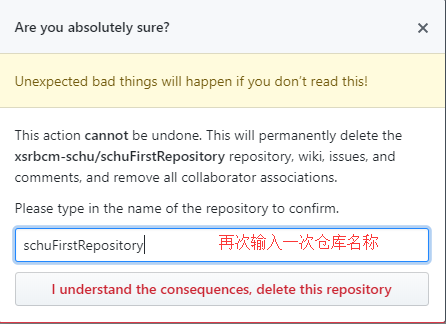 Are you absolutely sure?
×
Unexpected bad things will happen if you don't read this!
This action cannot be undone. This will permanently delete the
xsrbcm-schu/schuFirstRepository repository, wiki, issues, and
comments, and remove all collaborator associations.
Please type in the name of the repository to confirm.
schuFirstRepository 再次输入一次仓库名称
I understand the consequences, delete this repository